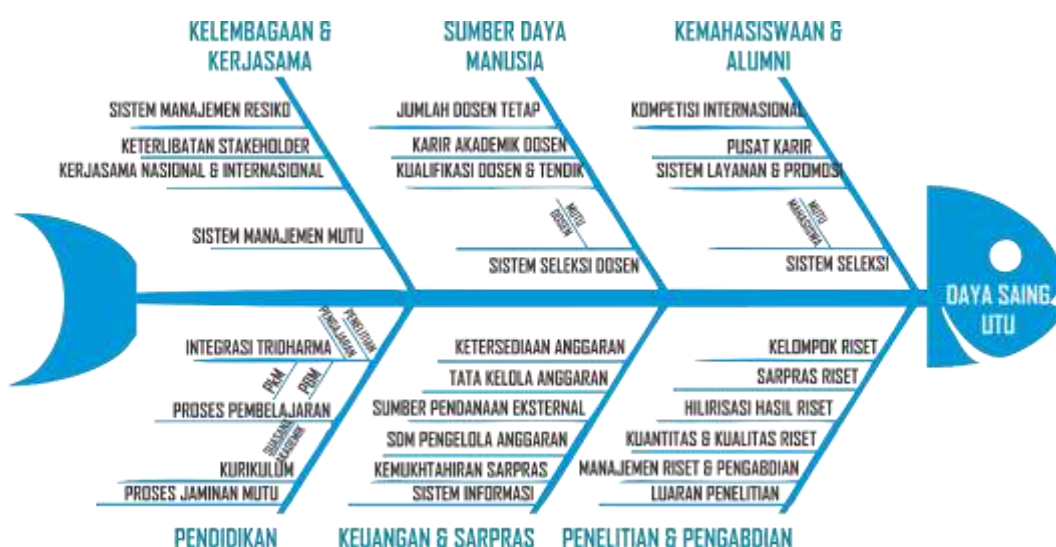 KELEMBAGAAN &
KERJASAMA
SISTEM MANAJEMEN RESIKO
KETERLIBATAN STAKEHOLDER
KERJASAMA NASIONAL & INTERNASIONAL
SISTEM MANAJEMEN MUTU
SUMBER DAYA
MANUSIA
JUMLAH DOSEN TETAP
KARIR AKADEMIK DOSEN
KUALIFIKASI DOSEN & TENDIK
MUTU
DOSEN
SISTEM SELEKSI DOSEN
KEMAHASISWAAN &
ALUMNI
KOMPETISI INTERNASIONAL
PUSAT KARIR
SISTEM LAYANAN & PROMOSI
MUTU
MAHASISWA
SISTEM SELEKSI
DAYA SAING
UTU
PENELITIAN
PENGAJARAN
INTEGRASI TRIDHARMA
PkM
PBM
PROSES PEMBELAJARAN
SUASANA
AKADEMIK
KURIKULUM
PROSES JAMINAN MUTU
PENDIDIKAN
KETERSEDIAAN ANGGARAN
TATA KELOLA ANGGARAN
SUMBER PENDANAAN EKSTERNAL
SDM PENGELOLA ANGGARAN
KEMUKHTAHIRAN SARPRAS
SISTEM INFORMASI
KEUANGAN & SARPRAS
KELOMPOK RISET
SARPRAS RISET
HILIRISASI HASIL RISET
KUANTITAS & KUALITAS RISET
MANAJEMEN RISET & PENGABDIAN
LUARAN PENELITIAN
PENELITIAN & PENGABDIAN